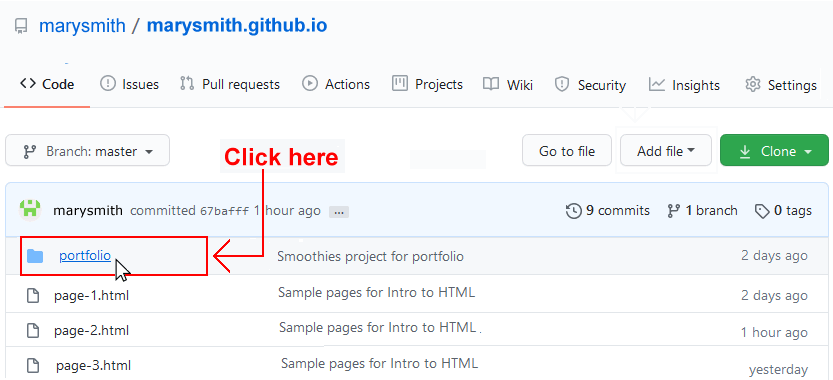 marysmith / marysmith.github.io
Code Issues Pull requests Actions Projects Wiki Security Insights Settings
Branch: master Click here Go to file Add file Clone
marysmith committed 67bafff 1 hour ago ... 9 commits 1 branch 0 tags
portfolio Smoothies project for portfolio 2 days ago
page-1.html Sample pages for Intro to HTML 2 days ago
page-2.html Sample pages for Intro to HTML . 1 hour ago
page-3.html Sample pages for Intro to HTML yesterday